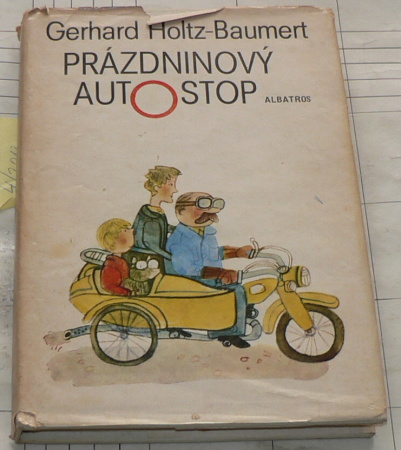 Gerhard Holtz-Baumert
PRÁZDNINOVÝ
AUTOSTOP ALBATROS